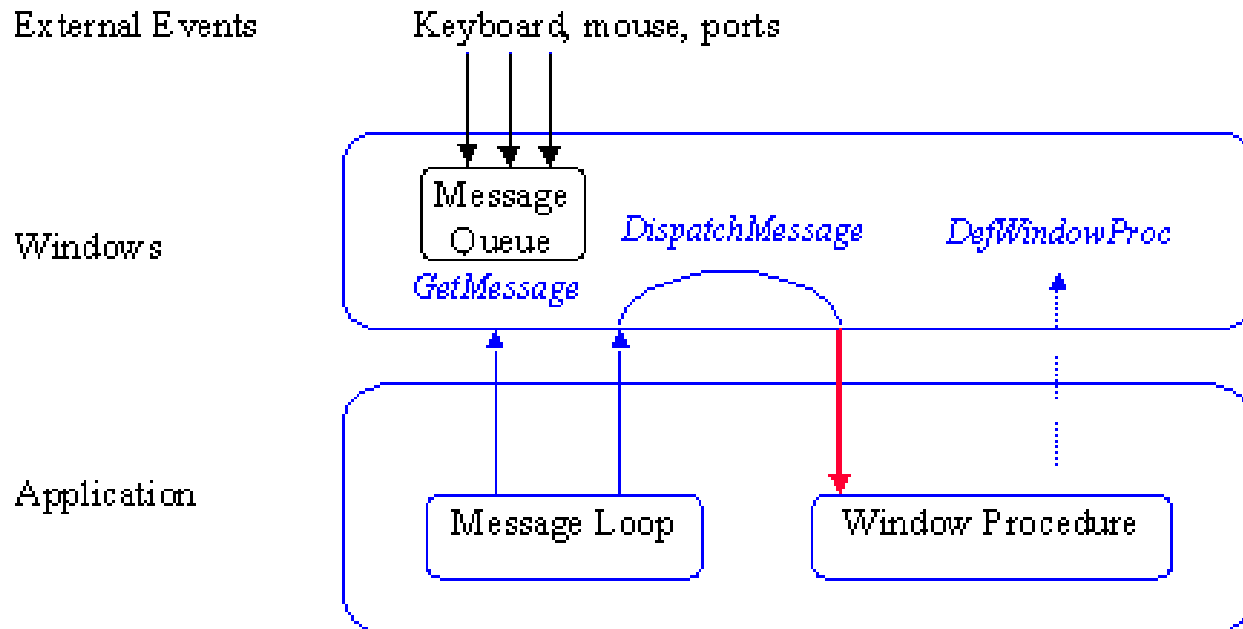 External Events
Keyboard, mouse, ports
Message
Queue
Windows
DispatchMessage
DefWindowProc
GetMessage
Application
Message Loop
Window Procedure